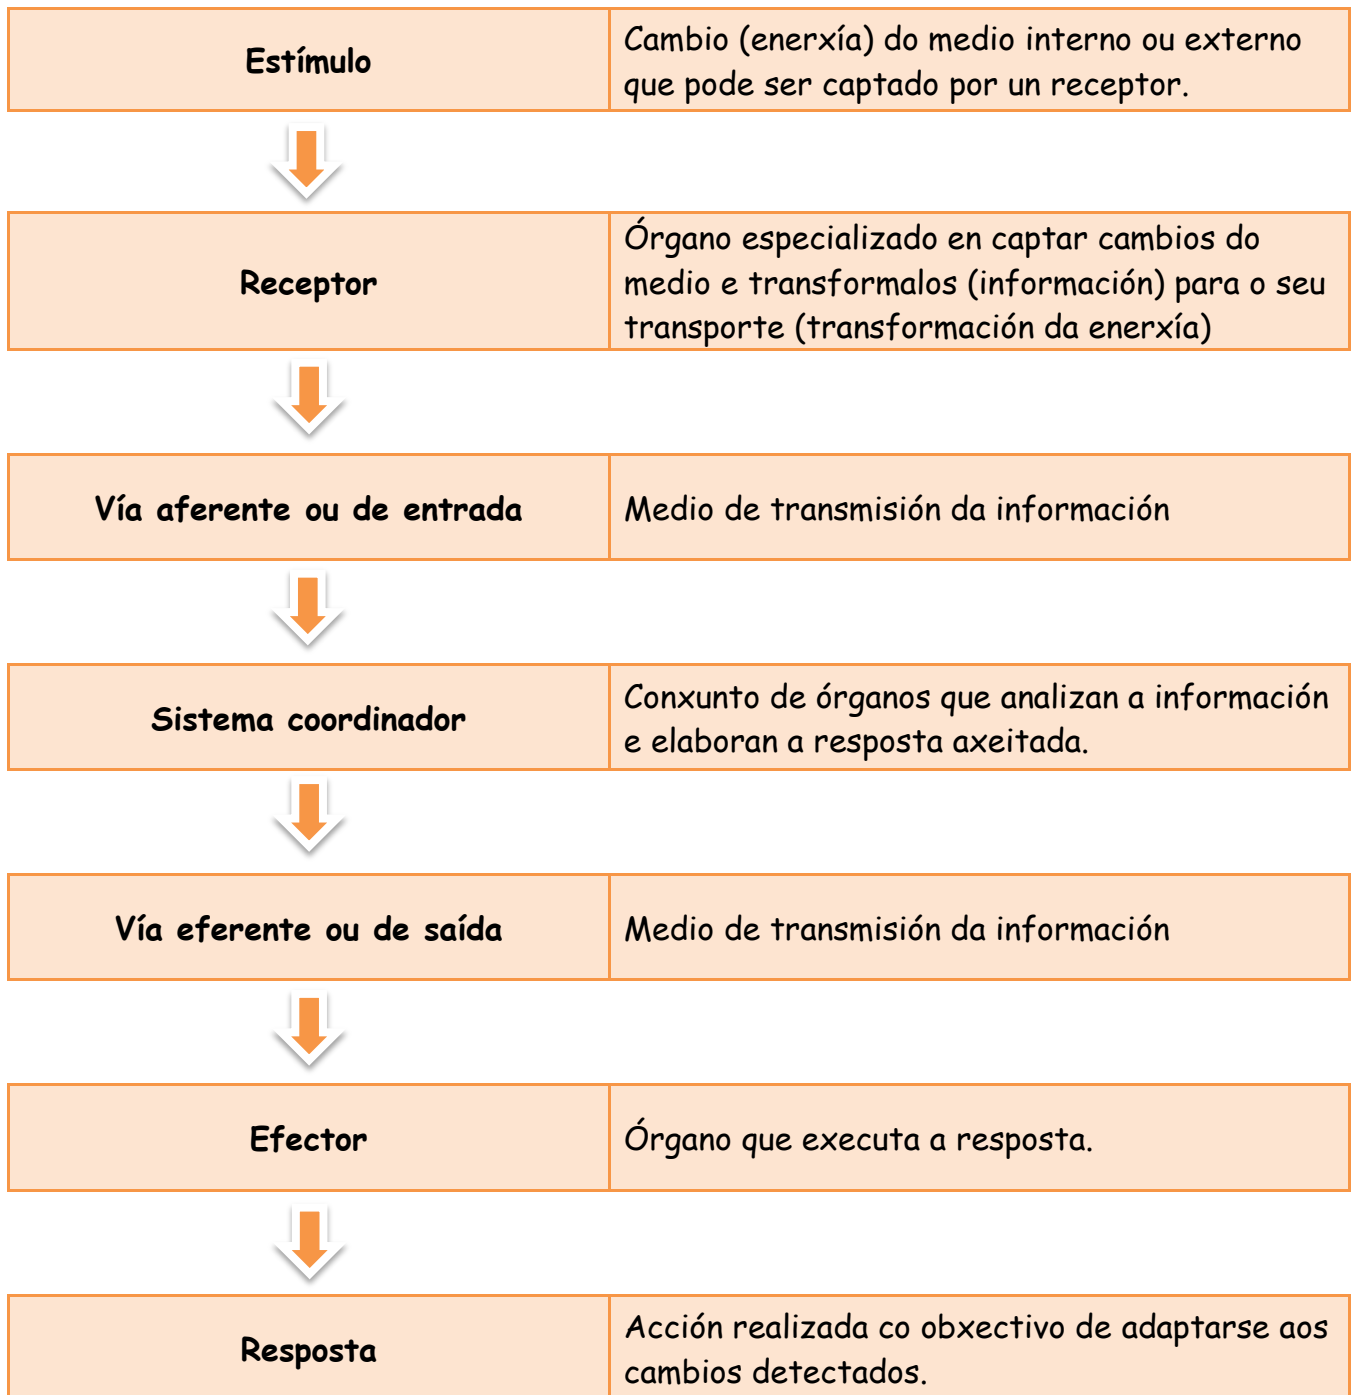 Estímulo
Cambio (enerxía) do medio interno ou externo
que pode ser captado por un receptor.
Receptor
Órgano especializado en captar cambios do
medio e transformalos (información) para o seu
transporte (transformación da enerxía)
Vía aferente ou de entrada
Medio de transmisión da información
Sistema coordinador
Conxunto de órganos que analizan a información
e elaboran a resposta axeitada.
Vía eferente ou de saída
Medio de transmisión da información
Efector
Órgano que executa a resposta.
Resposta
Acción realizada co obxectivo de adaptarse aos
cambios detectados.